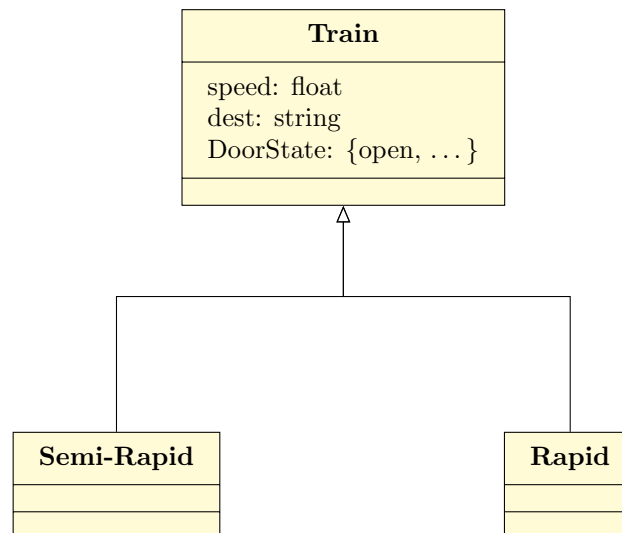 Train
speed: float
dest: string
DoorState: {open, ...}
Semi-Rapid
Rapid